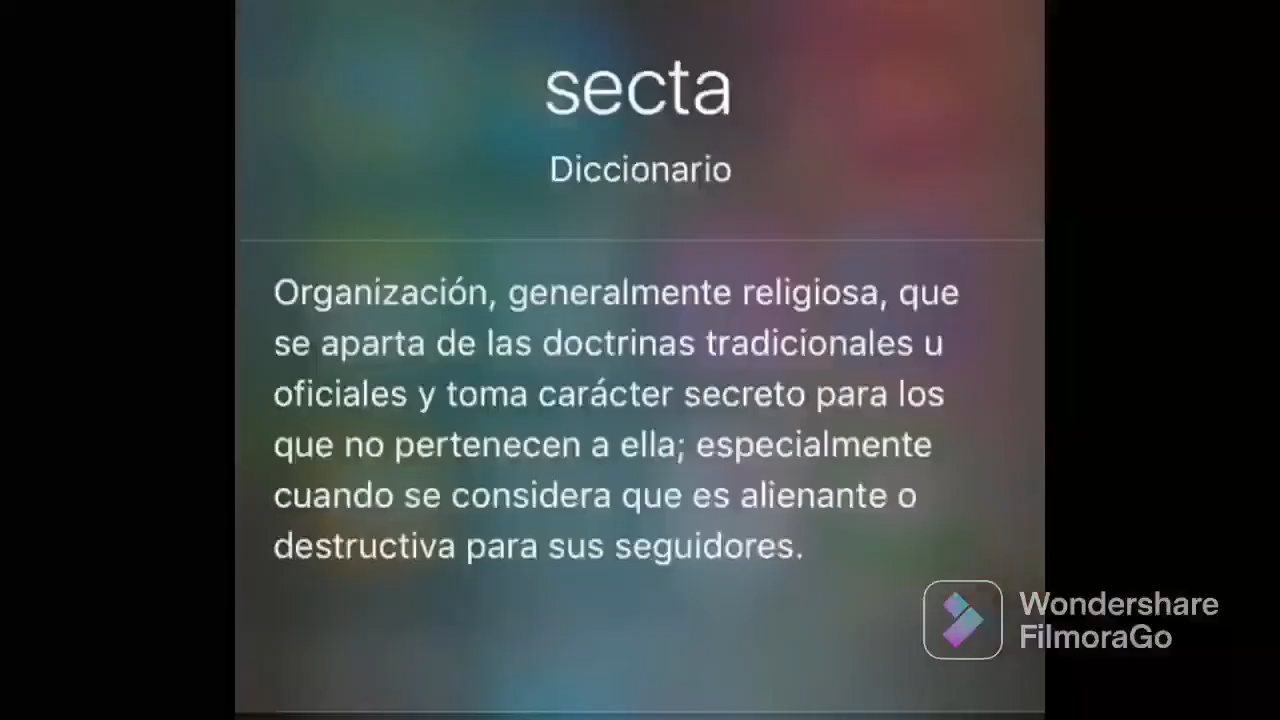 secta
Diccionario
Organización, generalmente religiosa, que
se aparta de las doctrinas tradicionales u
oficiales y toma carácter secreto para los
que no pertenecen a ella; especialmente
cuando se considera que es alienante o
destructiva para sus seguidores.
Wondershare
FilmoraGo